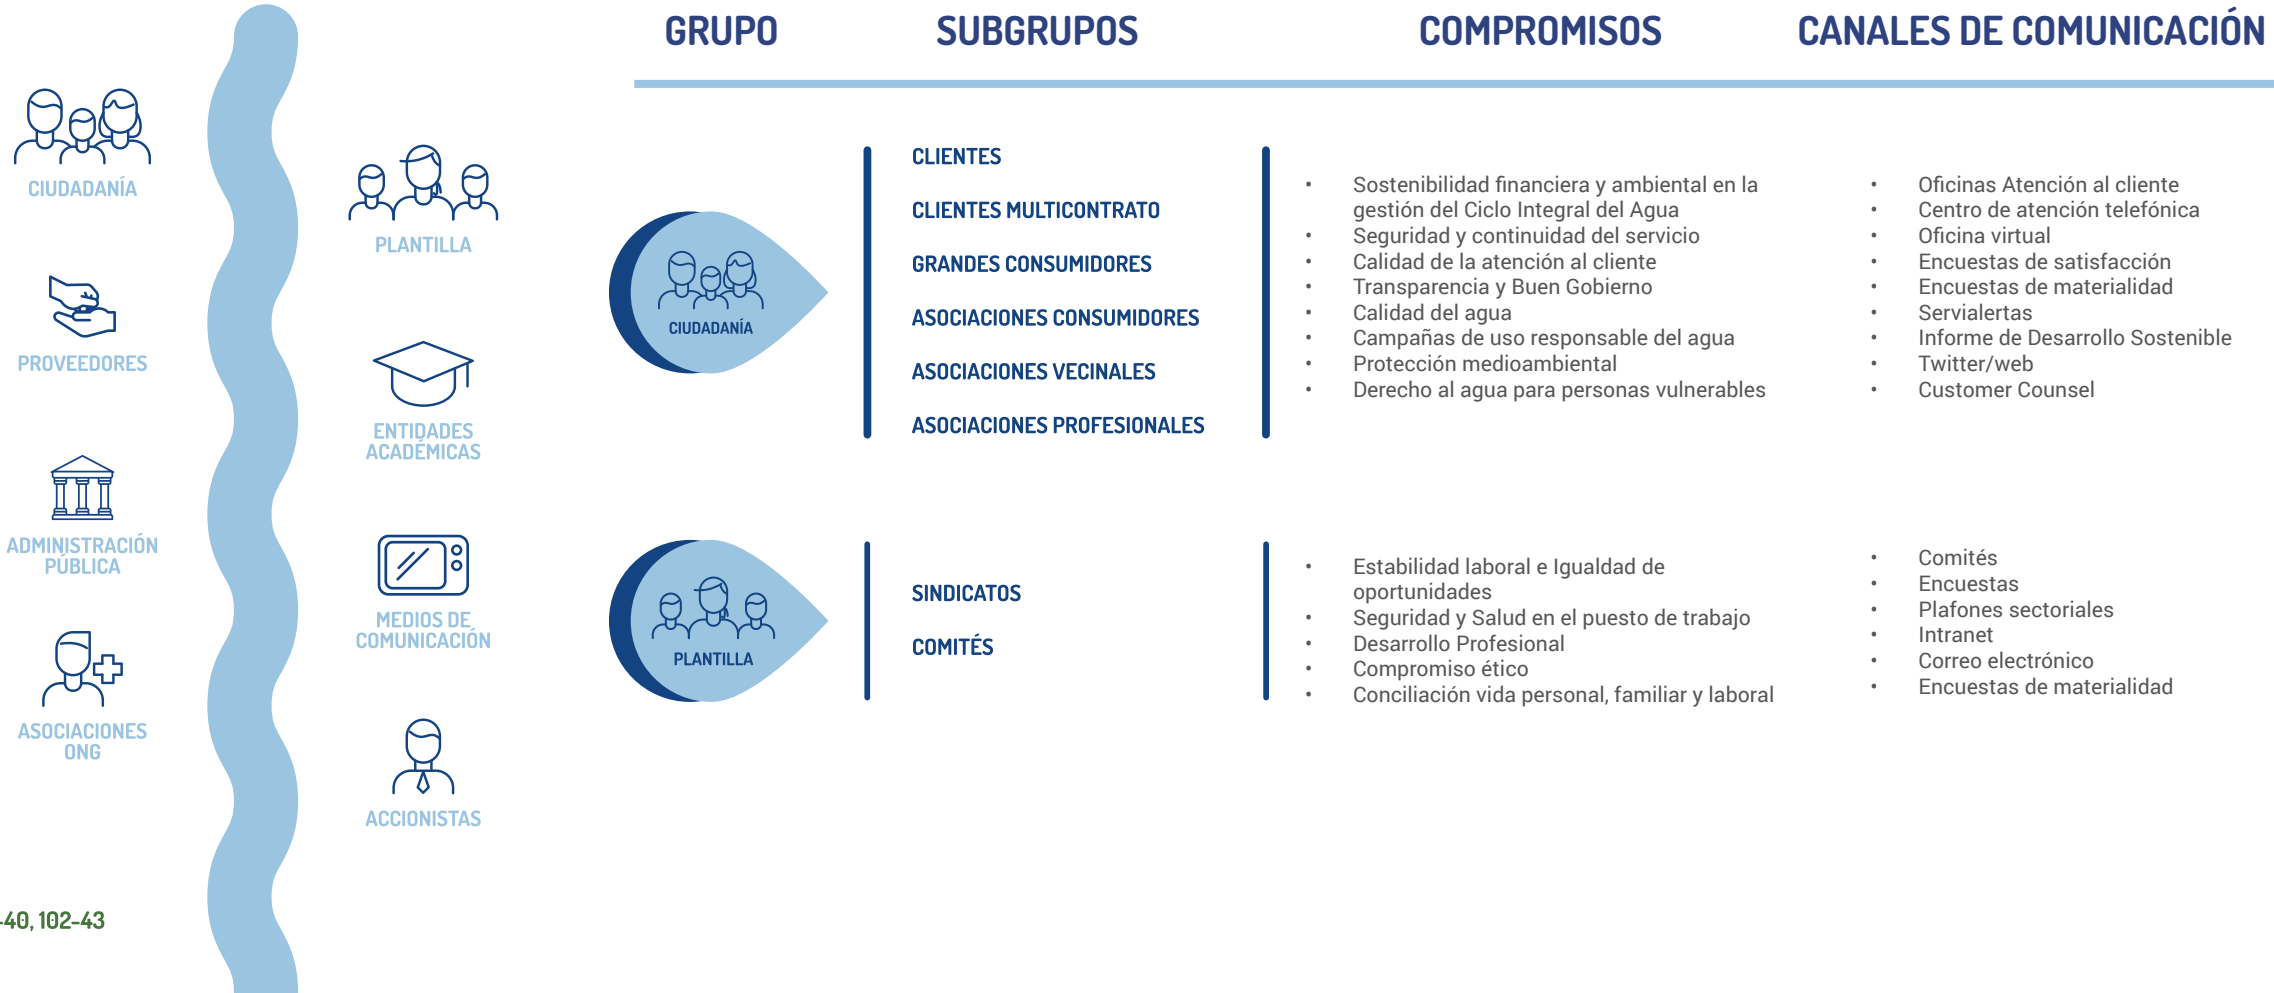 CIUDADANÍA
PROVEEDORES
ADMINISTRACIÓN
PÚBLICA
ASOCIACIONES
ONG
-40, 102-43
PLANTILLA
ENTIDADES
ACADÉMICAS
MEDIOS DE
COMUNICACIÓN
ACCIONISTAS
GRUPO
SUBGRUPOS
COMPROMISOS
CANALES DE COMUNICACIÓN
CIUDADANÍA
CLIENTES
CLIENTES MULTICONTRATO
GRANDES CONSUMIDORES
ASOCIACIONES CONSUMIDORES
ASOCIACIONES VECINALES
ASOCIACIONES PROFESIONALES
• Sostenibilidad financiera y ambiental en la
gestión del Ciclo Integral del Agua
• Seguridad y continuidad del servicio
• Calidad de la atención al cliente
• Transparencia y Buen Gobierno
• Calidad del agua
• Campañas de uso responsable del agua
• Protección medioambiental
• Derecho al agua para personas vulnerables
• Oficinas Atención al cliente
• Centro de atención telefónica
• Oficina virtual
• Encuestas de satisfacción
• Encuestas de materialidad
• Servialertas
• Informe de Desarrollo Sostenible
• Twitter/web
• Customer Counsel
PLANTILLA
SINDICATOS
COMITÉS
• Estabilidad laboral e Igualdad de
oportunidades
• Seguridad y Salud en el puesto de trabajo
• Desarrollo Profesional
• Compromiso ético
• Conciliación vida personal, familiar y laboral
• Comités
• Encuestas
• Plafones sectoriales
• Intranet
• Correo electrónico
• Encuestas de materialidad